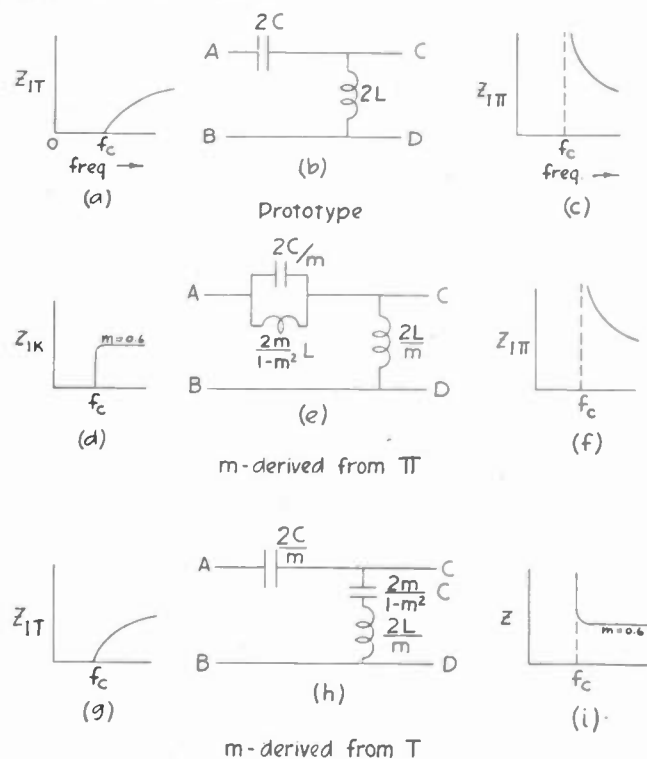 2C
A
C
Z1T
2L
Z1π
O
fc
B
D
fc
freq →
(b)
freq. →
(a)
Prototype
(c)
2C/m
A
C
Z1K
m=0.6
2m/1-m² L
2L/m
Z1π
B
D
fc
(e)
fc
(d)
(f)
m-derived from π
2C/m
A
C
2m/1-m² C
Z1T
2L/m
Z
m=0.6
B
D
fc
(h)
fc
(g)
(i)
m-derived from T